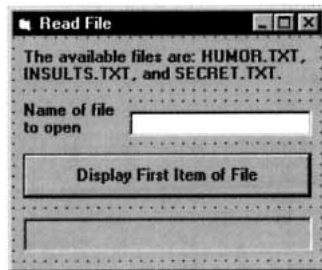 Read File
The available files are: HUMOR.TXT,
INSULTS.TXT, and SECRET.TXT.
Name of file
to open
Display First Item of File